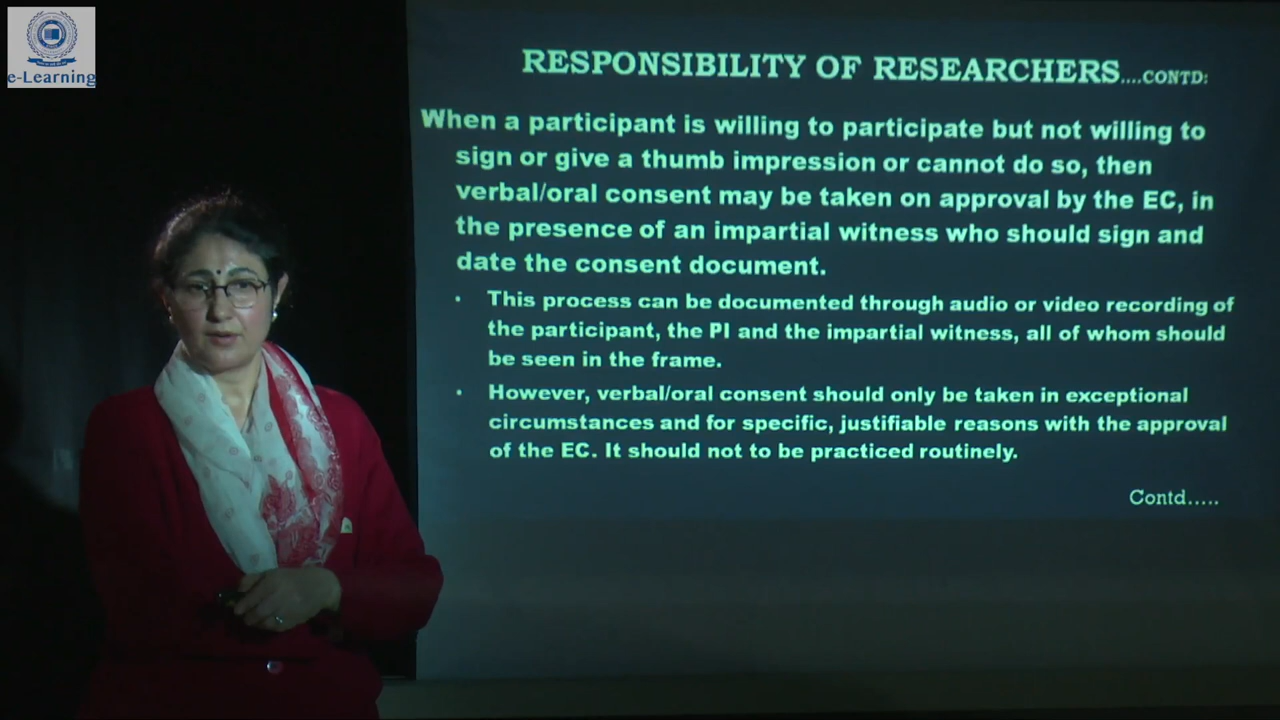 e-Learning
RESPONSIBILITY OF RESEARCHERS....CONTD:
When a participant is willing to participate but not willing to
sign or give a thumb impression or cannot do so, then
verbal/oral consent may be taken on approval by the EC, in
the presence of an impartial witness who should sign and
date the consent document.
• This process can be documented through audio or video recording of
the participant, the PI and the impartial witness, all of whom should
be seen in the frame.
• However, verbal/oral consent should only be taken in exceptional
circumstances and for specific, justifiable reasons with the approval
of the EC. It should not to be practiced routinely.
Contd.....